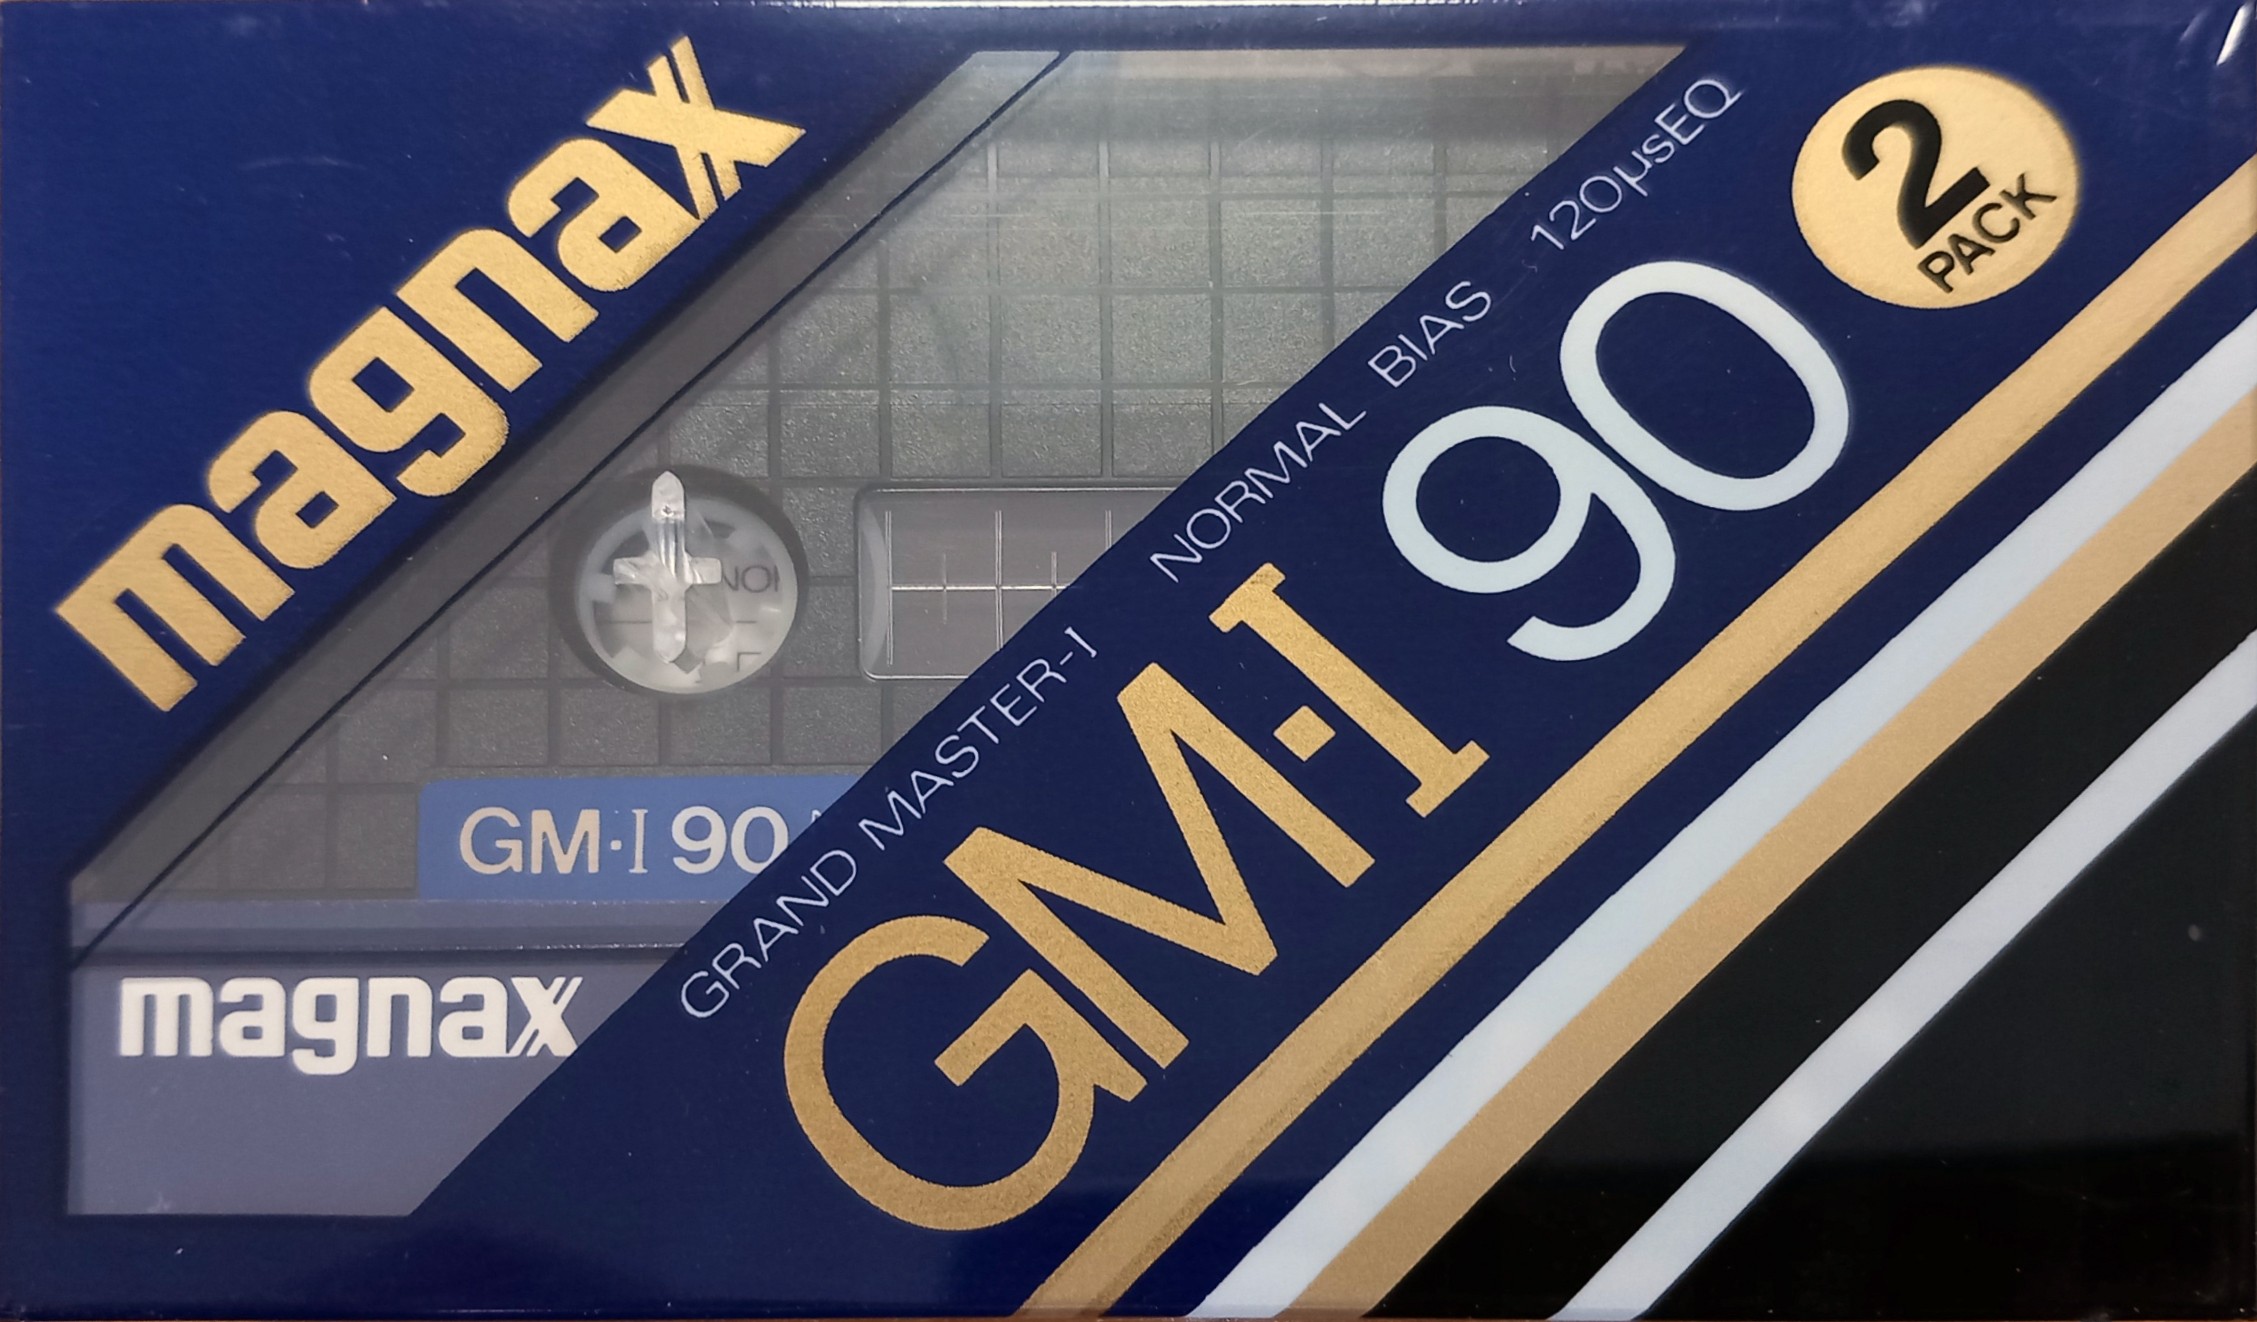 magnax
2
PACK
GRAND MASTER-I NORMAL BIAS 120µsEQ
GM·I 90
GM·I 90
magnax